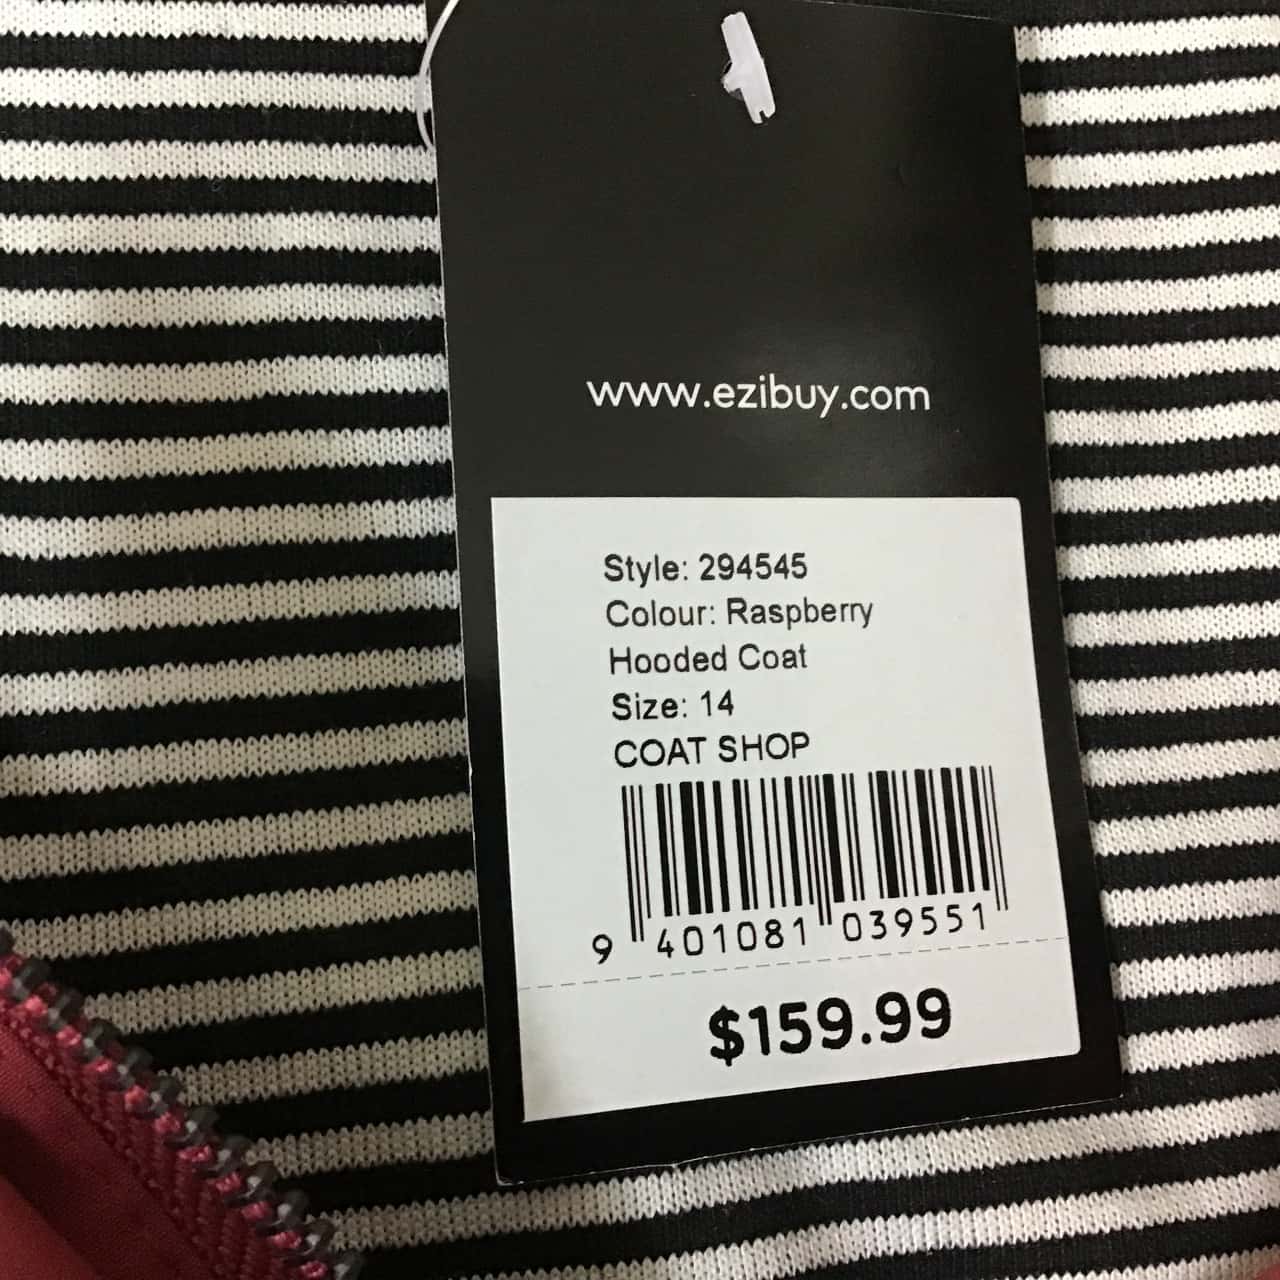 www.ezibuy.com
Style: 294545
Colour: Raspberry
Hooded Coat
Size: 14
COAT SHOP
9 401081 039551
$159.99